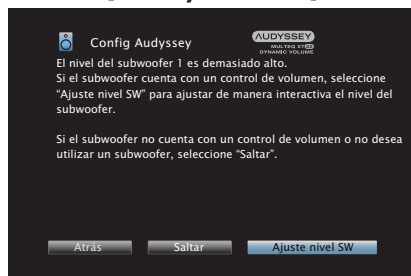 Config Audyssey
AUDYSSEY
MULTEQ XT32
DYNAMIC VOLUME
El nivel del subwoofer 1 es demasiado alto.
Si el subwoofer cuenta con un control de volumen, seleccione
“Ajuste nivel SW” para ajustar de manera interactiva el nivel del
subwoofer.
Si el subwoofer no cuenta con un control de volumen o no desea
utilizar un subwoofer, seleccione “Saltar”.
Atrás
Saltar
Ajuste nivel SW